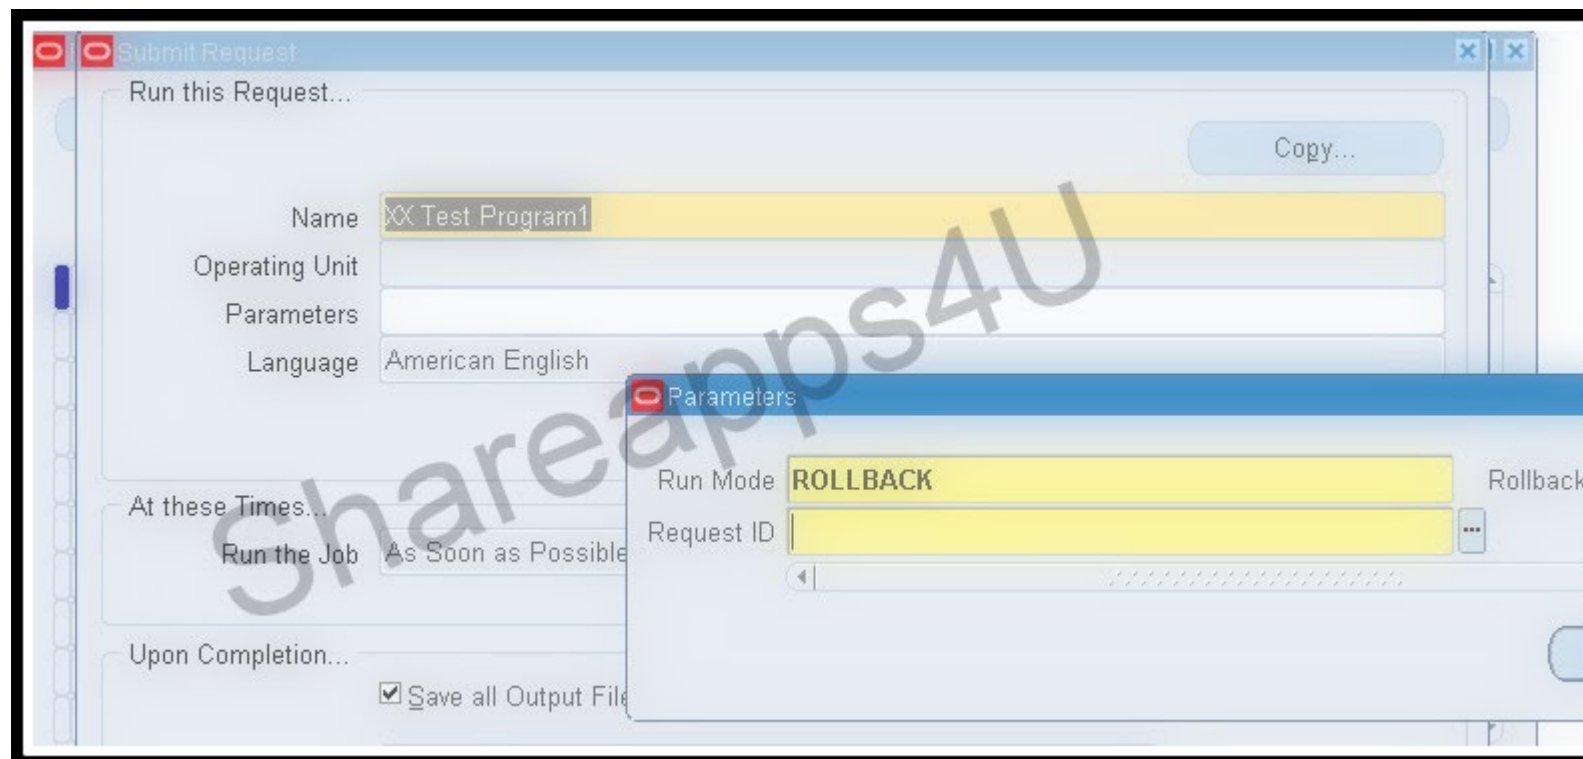 Submit Request
Run this Request...
Copy...
Name XX Test Program1
Operating Unit
Parameters
Language American English
Parameters
Run Mode ROLLBACK Rollback
Request ID
At these Times...
Run the Job As Soon as Possible
Upon Completion...
Save all Output File
Shareapps4U